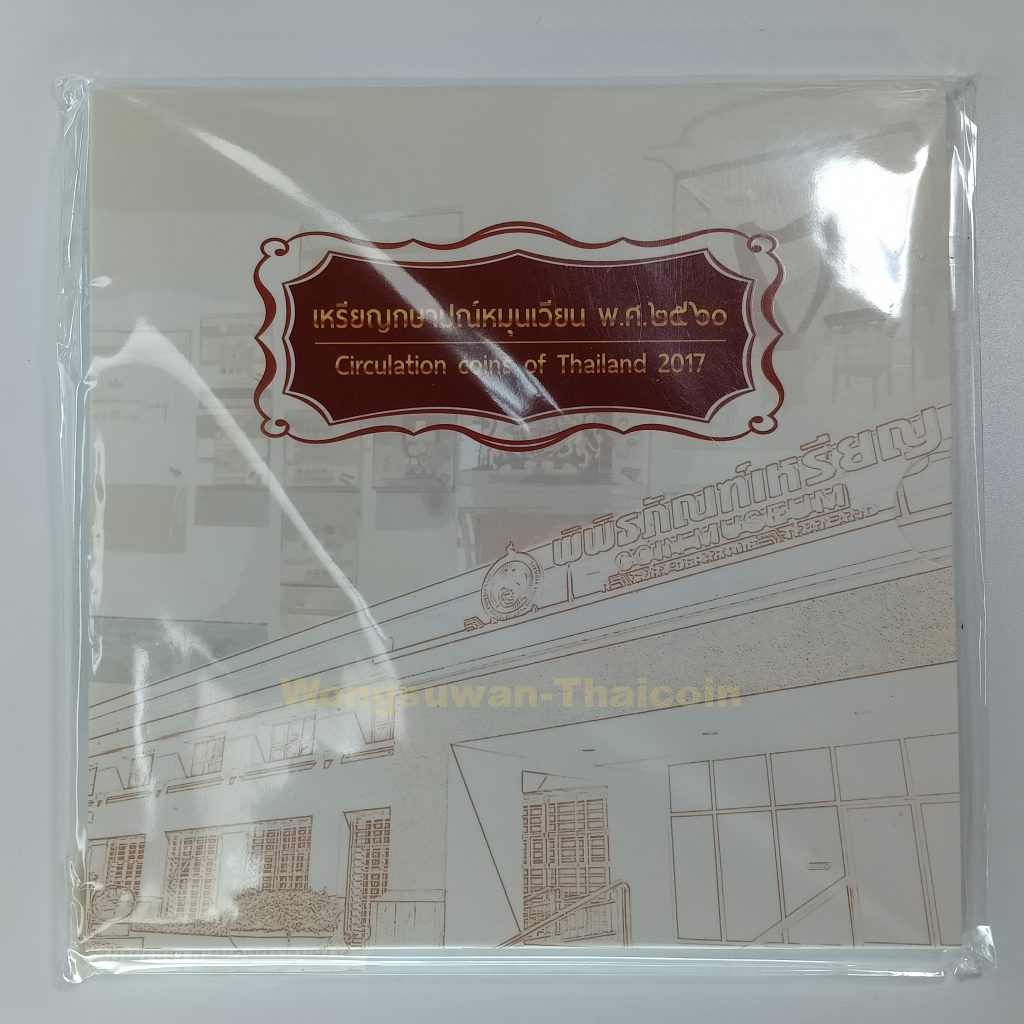 เหรียญกษาปณ์หมุนเวียน พ.ศ.๒๕๖๐
Circulation coins of Thailand 2017
พิพิธภัณฑ์เหรียญ
COIN MUSEUM
Wongsuwan-Thaicoin